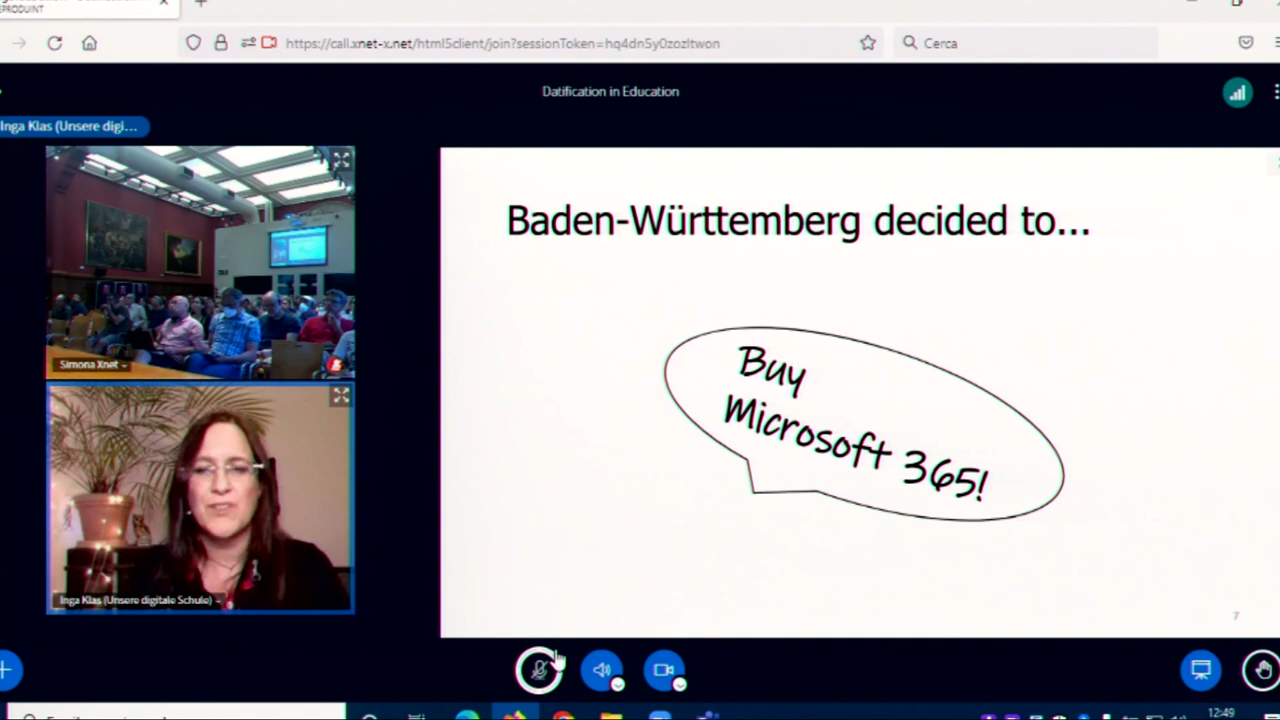 REPRODUINT
https://call.xnet-x.net/html5client/join?sessionToken=hq4dn5y0zozltwon
Cerca
Datification in Education
Inga Klas (Unsere digi...
Simona Xnet
Inga Klas (Unsere digitale Schule)
Baden-Württemberg decided to...
Buy
Microsoft 365!
7
12:49